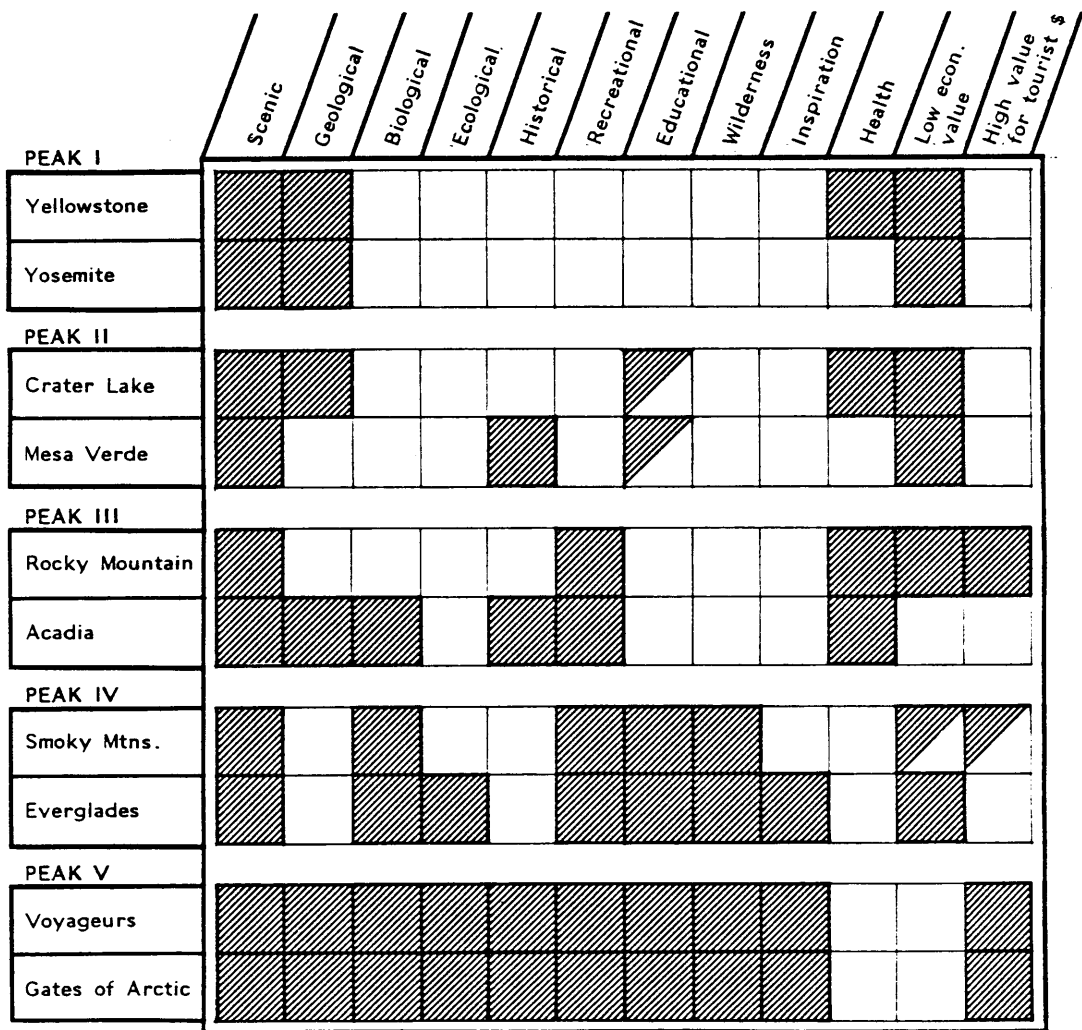 Scenic
Geological
Biological
Ecological.
Historical
Recreational
Educational
Wilderness
Inspiration
Health
Low econ.
value
High value
for tourist $
PEAK I
Yellowstone
Yosemite
PEAK II
Crater Lake
Mesa Verde
PEAK III
Rocky Mountain
Acadia
PEAK IV
Smoky Mtns.
Everglades
PEAK V
Voyageurs
Gates of Arctic